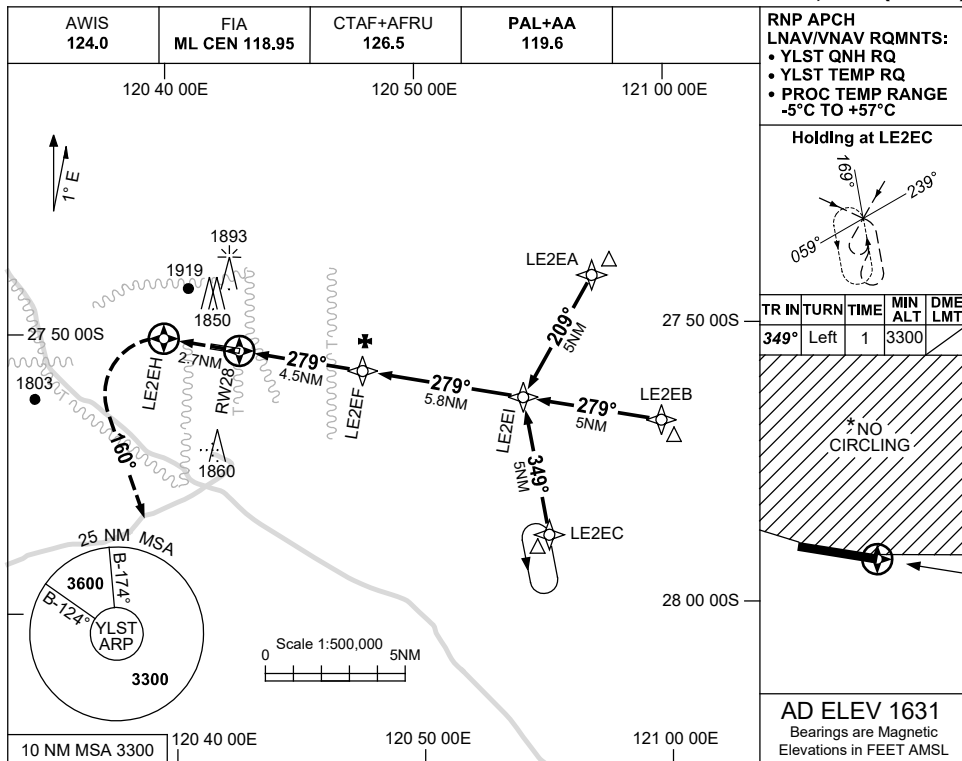 AWIS
124.0
FIA
ML CEN 118.95
CTAF+AFRU
126.5
PAL+AA
119.6
RNP APCH
LNAV/VNAV RQMNTS:
• YLST QNH RQ
• YLST TEMP RQ
• PROC TEMP RANGE
-5°C TO +57°C
120 40 00E
120 50 00E
121 00 00E
1° E
Holding at LE2EC
169°
239°
059°
TR IN TURN TIME MIN ALT DME LMT
349° Left 1 3300
1893
1919
1850
27 50 00S
27 50 00S
LE2EA
209°
5NM
LE2EH
2.7NM
RW28
279°
4.5NM
LE2EF
279°
5.8NM
LE2EI
279°
5NM
LE2EB
1803
160°
1860
349°
5NM
LE2EC
*NO
CIRCLING
25 NM MSA
3600
B-174°
B-124°
YLST
ARP
3300
Scale 1:500,000
0 5NM
28 00 00S
10 NM MSA 3300
120 40 00E
120 50 00E
121 00 00E
AD ELEV 1631
Bearings are Magnetic
Elevations in FEET AMSL